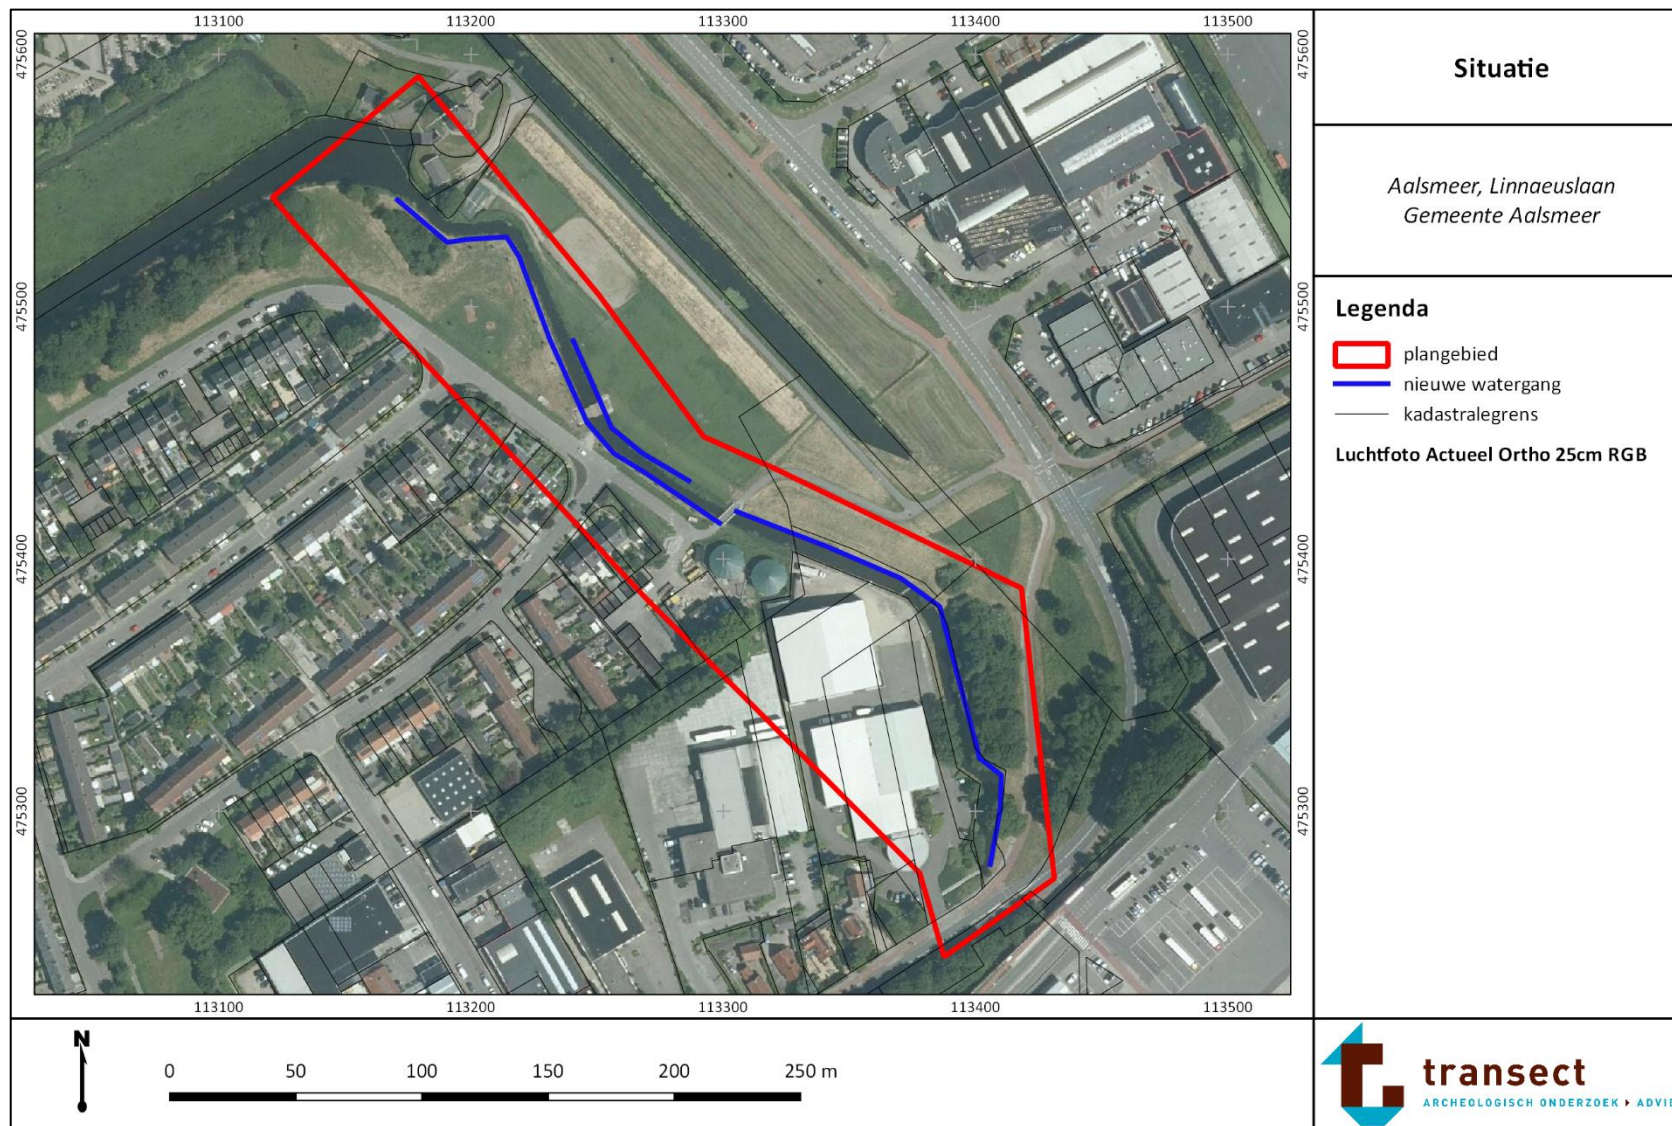 113100 113200 113300 113400 113500
475600
475500
475400
475300
475600
475500
475400
475300
113100 113200 113300 113400 113500
Situatie
Aalsmeer, Linnaeuslaan
Gemeente Aalsmeer
Legenda
plangebied
nieuwe watergang
kadastralegrens
Luchtfoto Actueel Ortho 25cm RGB
N
0 50 100 150 200 250 m
transect
ARCHEOLOGISCH ONDERZOEK ADVIE